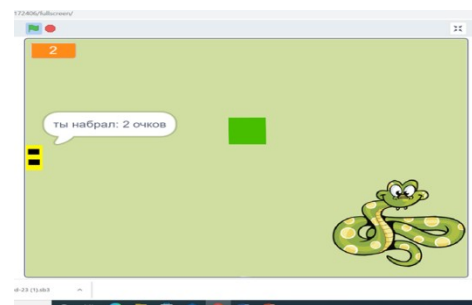 172406/fullscreen/
2
ты набрал: 2 очков
d-23 (1).sb3